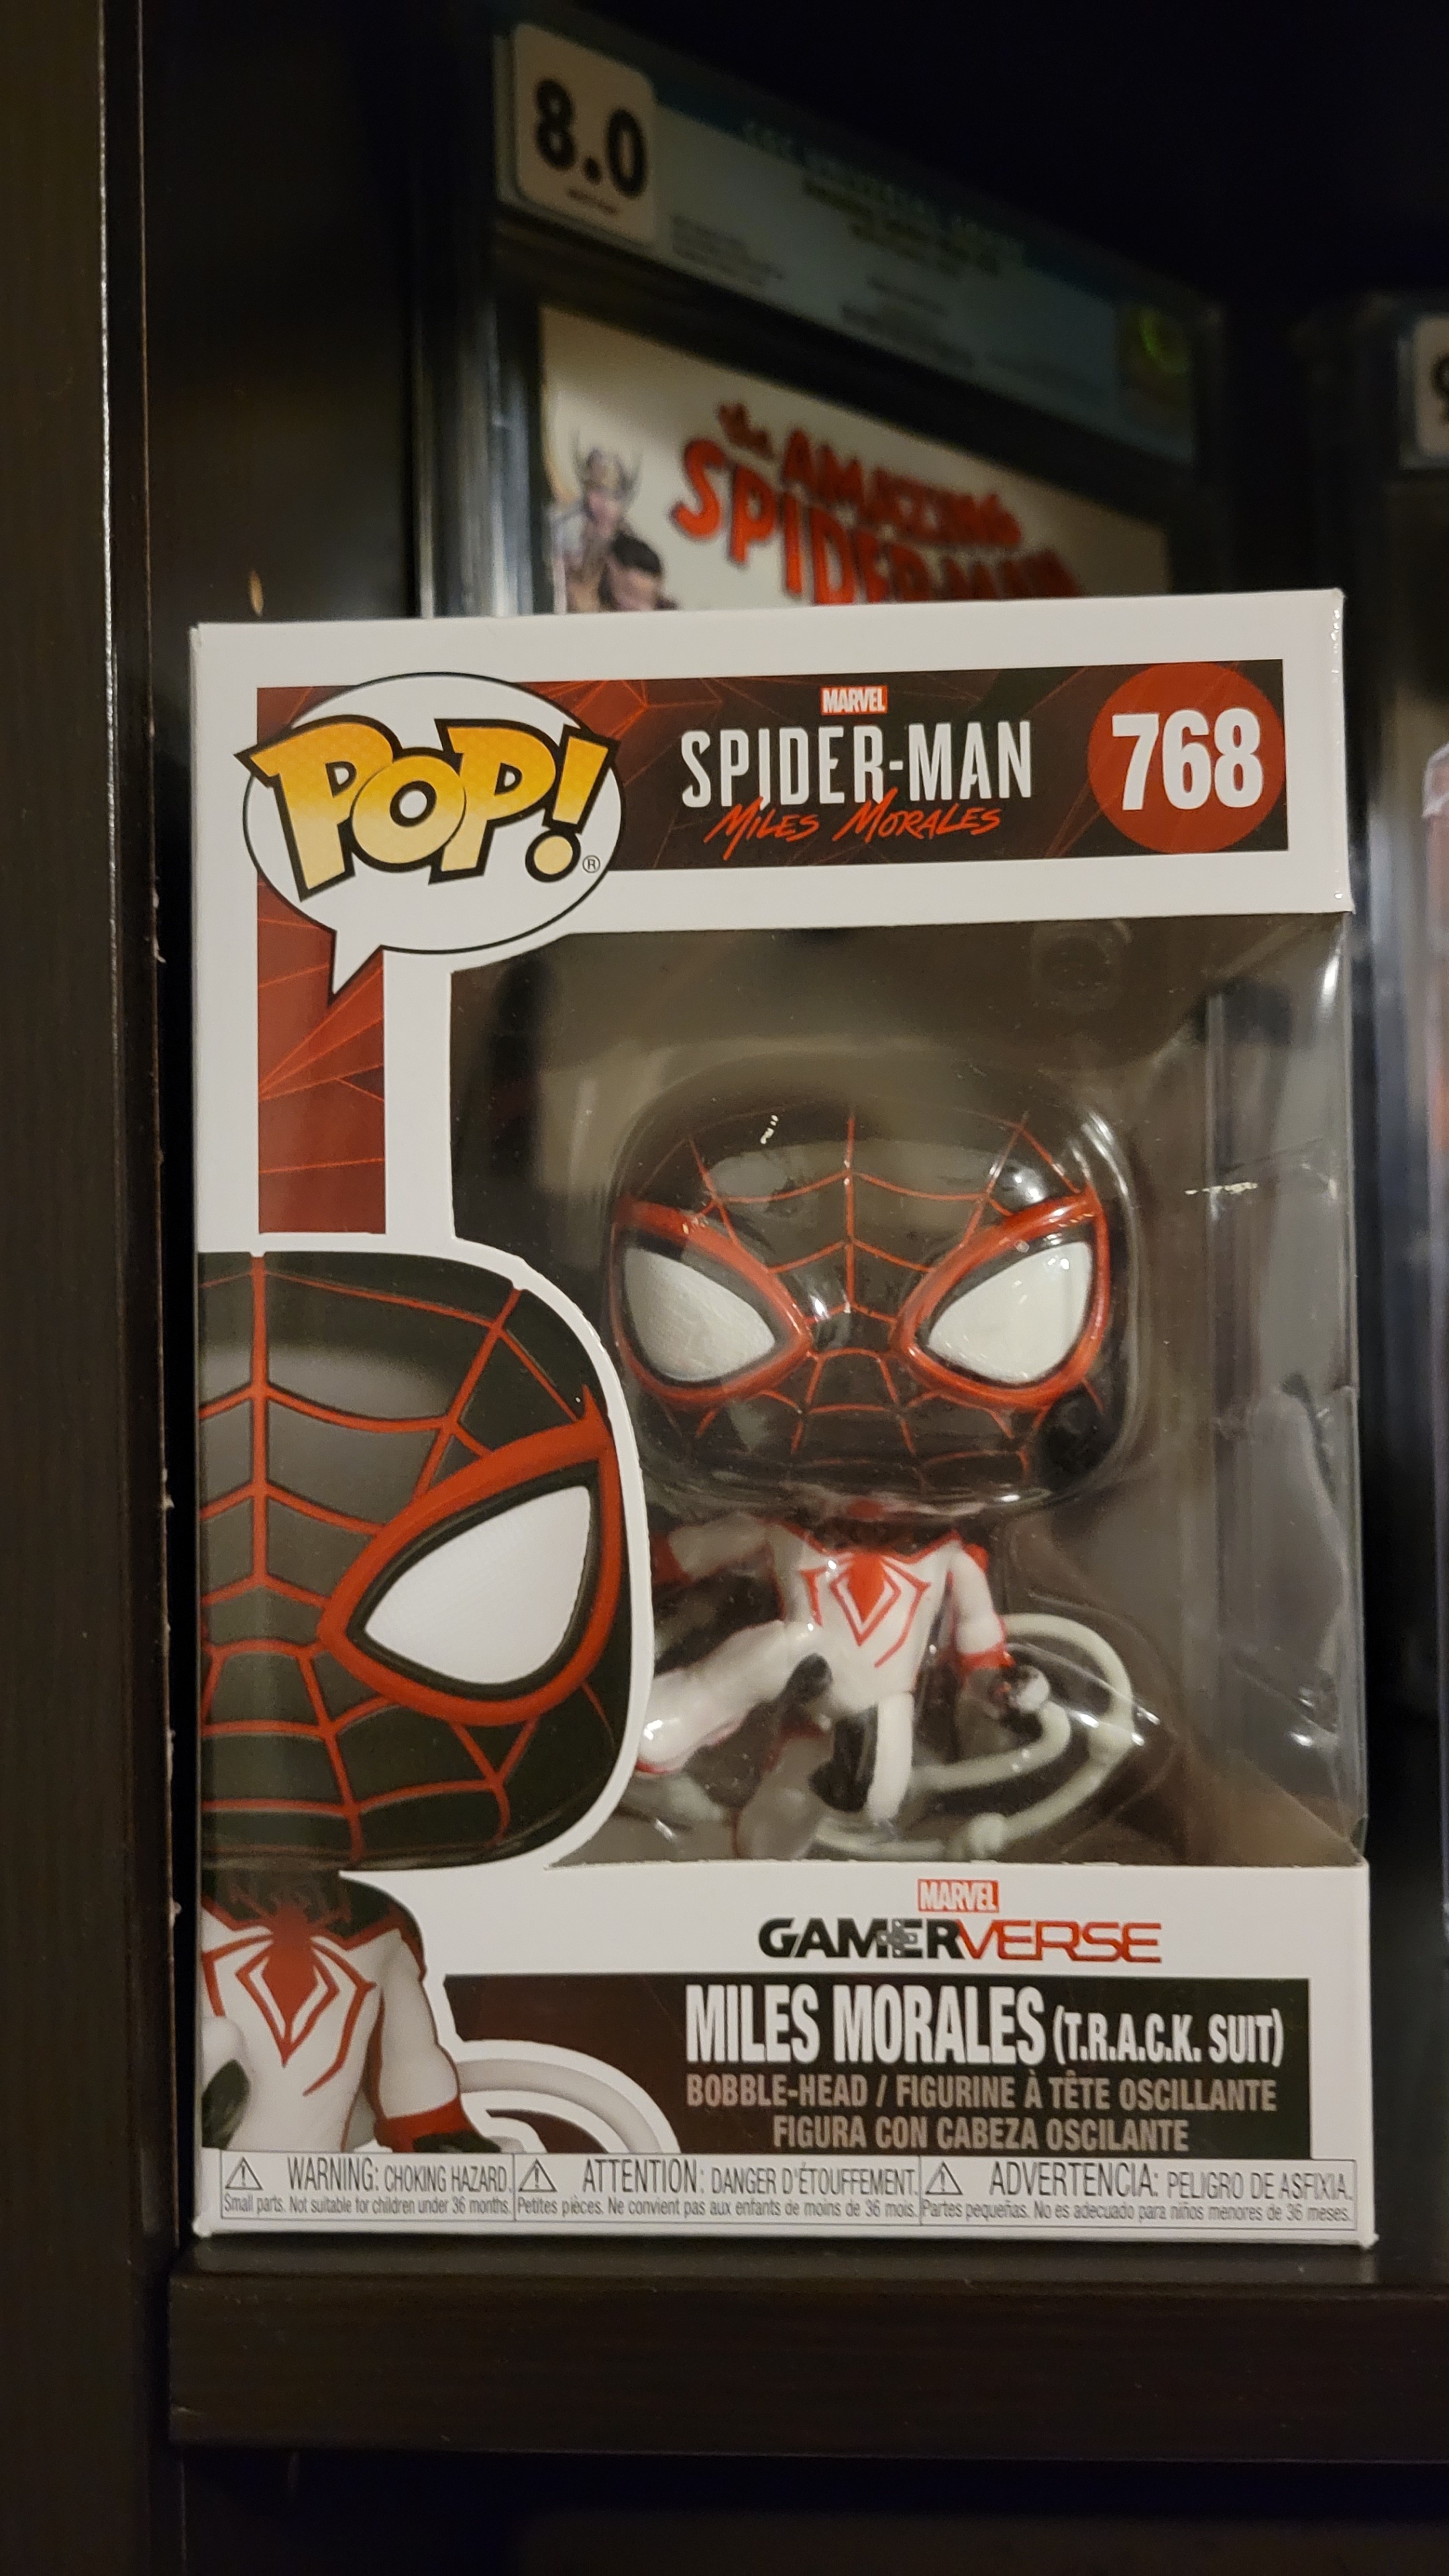 8.0
the AMAZING
SPIDER-MAN
POP!®
MARVEL
SPIDER-MAN
MILES MORALES
768
MARVEL
GAMERVERSE
MILES MORALES (T.R.A.C.K. SUIT)
BOBBLE-HEAD / FIGURINE À TÊTE OSCILLANTE
FIGURA CON CABEZA OSCILANTE
WARNING: CHOKING HAZARD.
Small parts. Not suitable for children under 36 months.
ATTENTION: DANGER D'ÉTOUFFEMENT.
Petites pièces. Ne convient pas aux enfants de moins de 36 mois.
ADVERTENCIA: PELIGRO DE ASFIXIA.
Partes pequeñas. No es adecuado para niños menores de 36 meses.